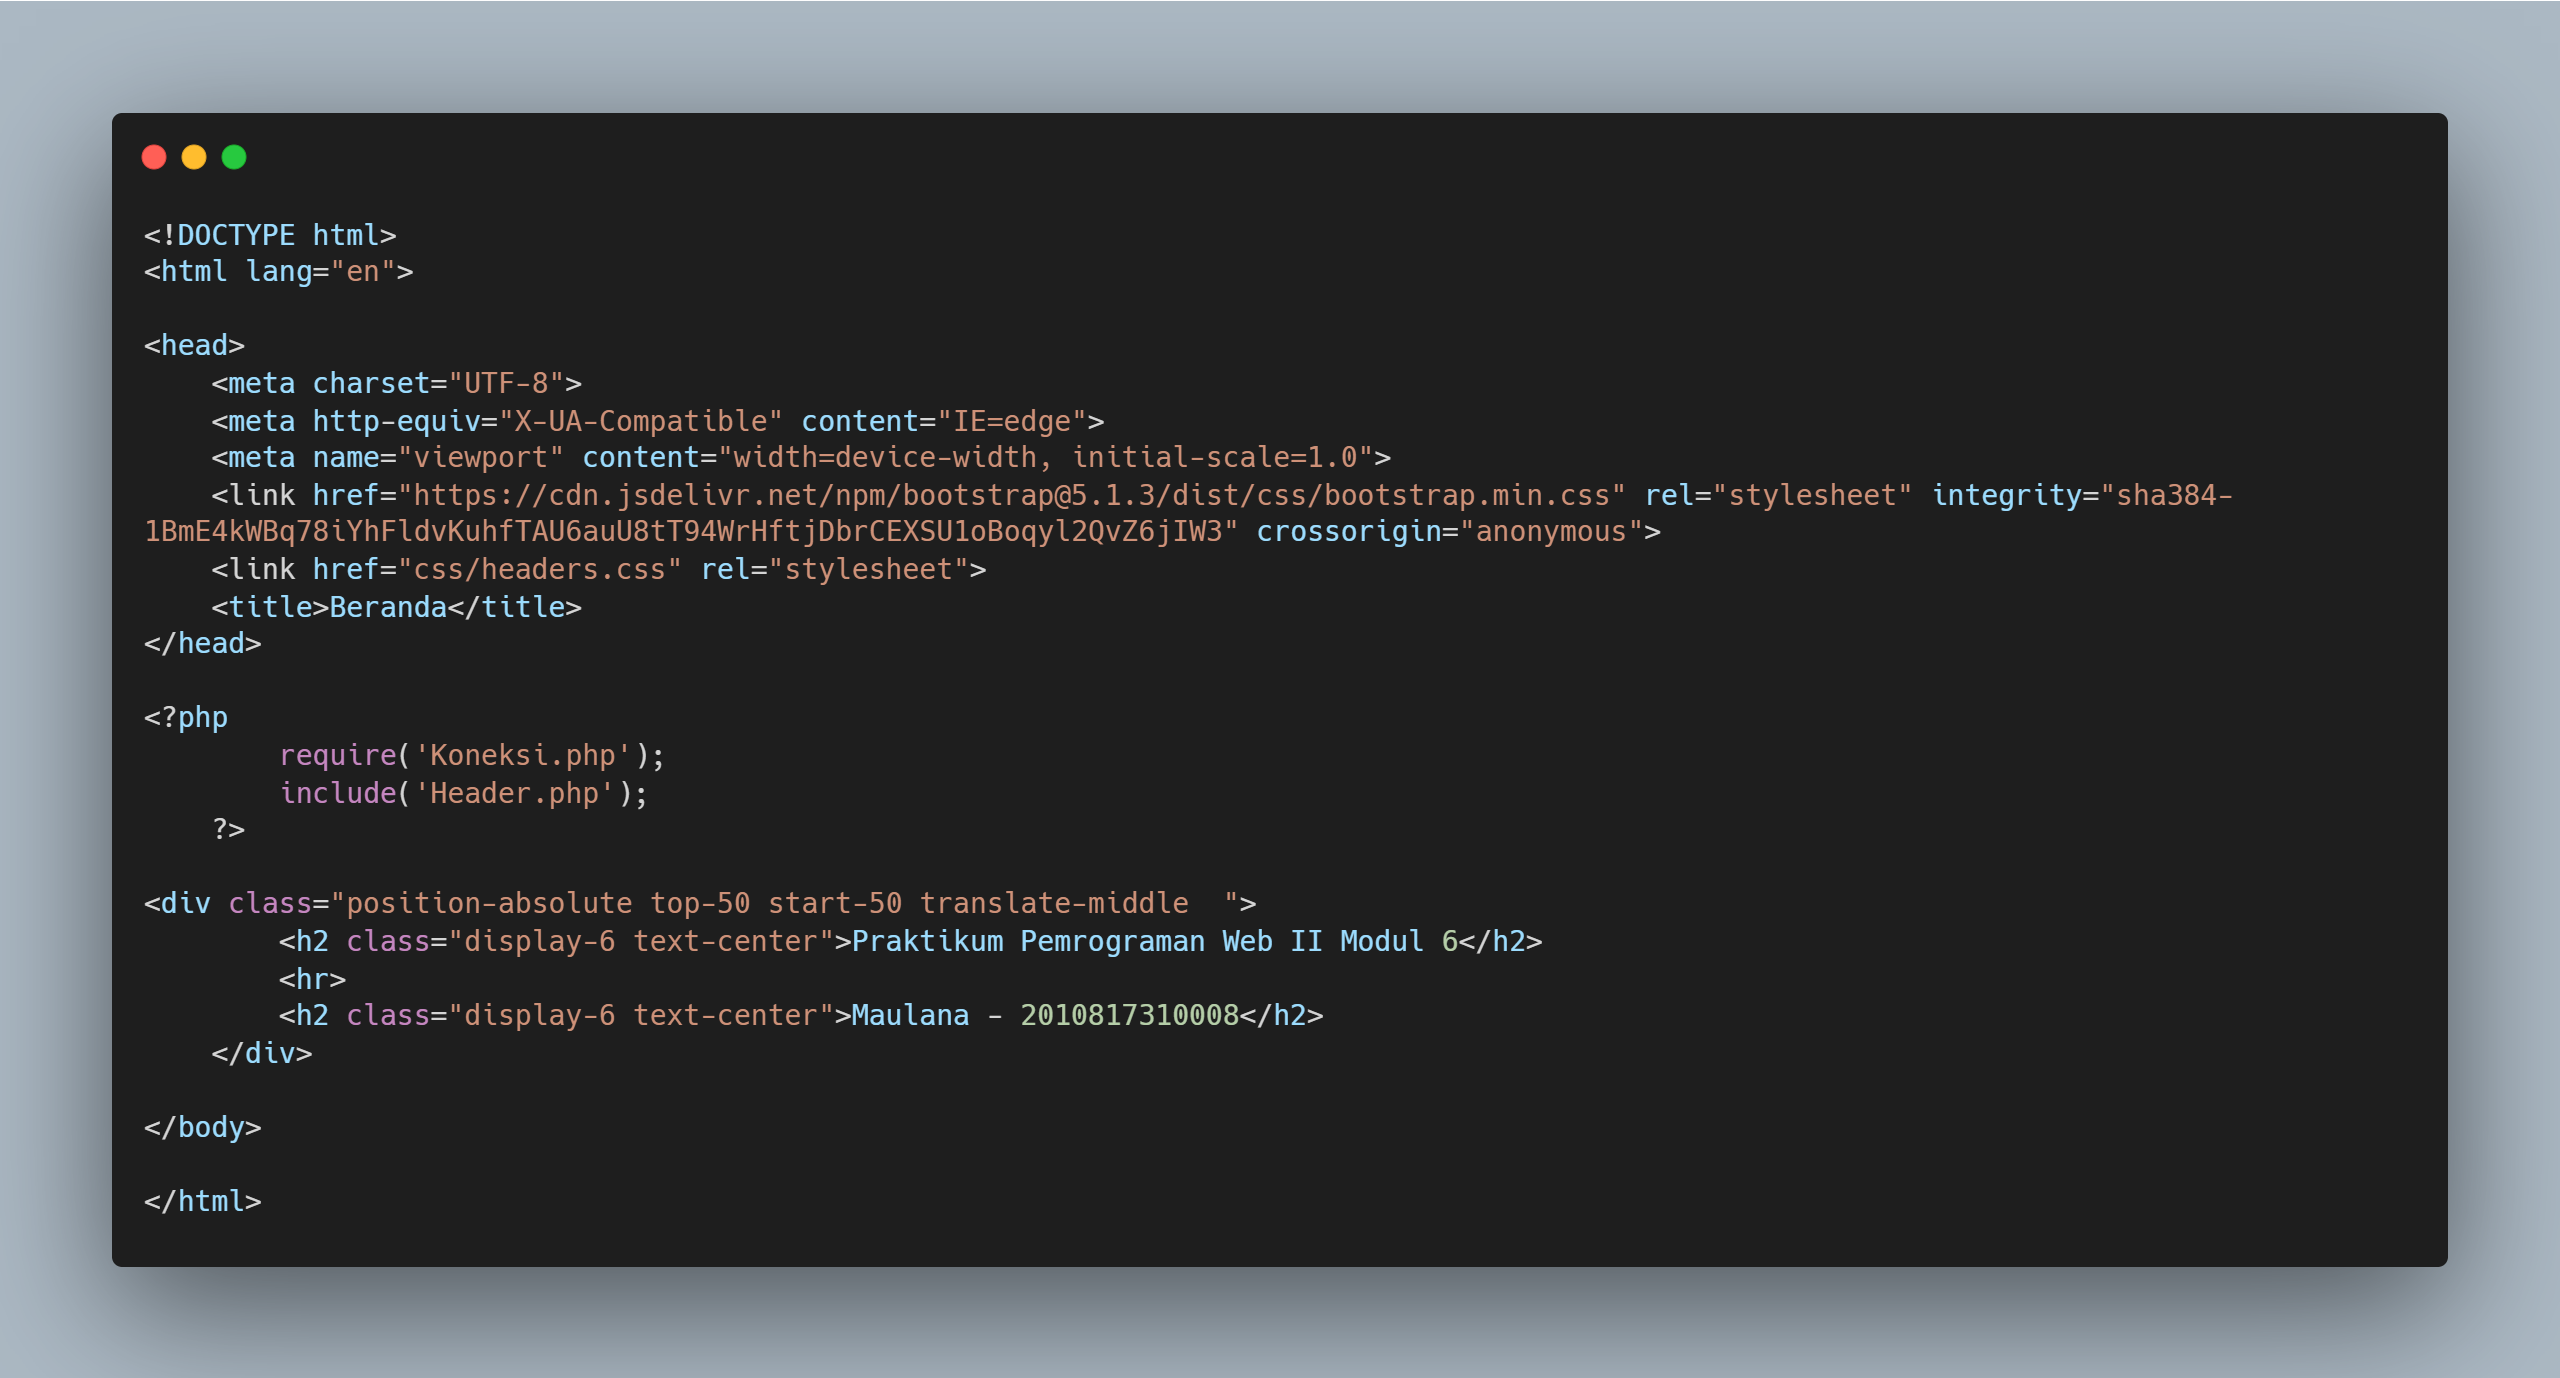 <!DOCTYPE html>
<html lang="en">
<head>
<meta charset="UTF-8">
<meta http-equiv="X-UA-Compatible" content="IE=edge">
<meta name="viewport" content="width=device-width, initial-scale=1.0">
<link href="https://cdn.jsdelivr.net/npm/bootstrap@5.1.3/dist/css/bootstrap.min.css" rel="stylesheet" integrity="sha384-
1BmE4kWBq78iYhFldvKuhfTAU6auU8tT94WrHftjDbrCEXSU1oBoqyl2QvZ6jIW3" crossorigin="anonymous">
<link href="css/headers.css" rel="stylesheet">
<title>Beranda</title>
</head>
<?php
require('Koneksi.php');
include('Header.php');
?>
<div class="position-absolute top-50 start-50 translate-middle  ">
<h2 class="display-6 text-center">Praktikum Pemrograman Web II Modul 6</h2>
<hr>
<h2 class="display-6 text-center">Maulana - 2010817310008</h2>
</div>
</body>
</html>